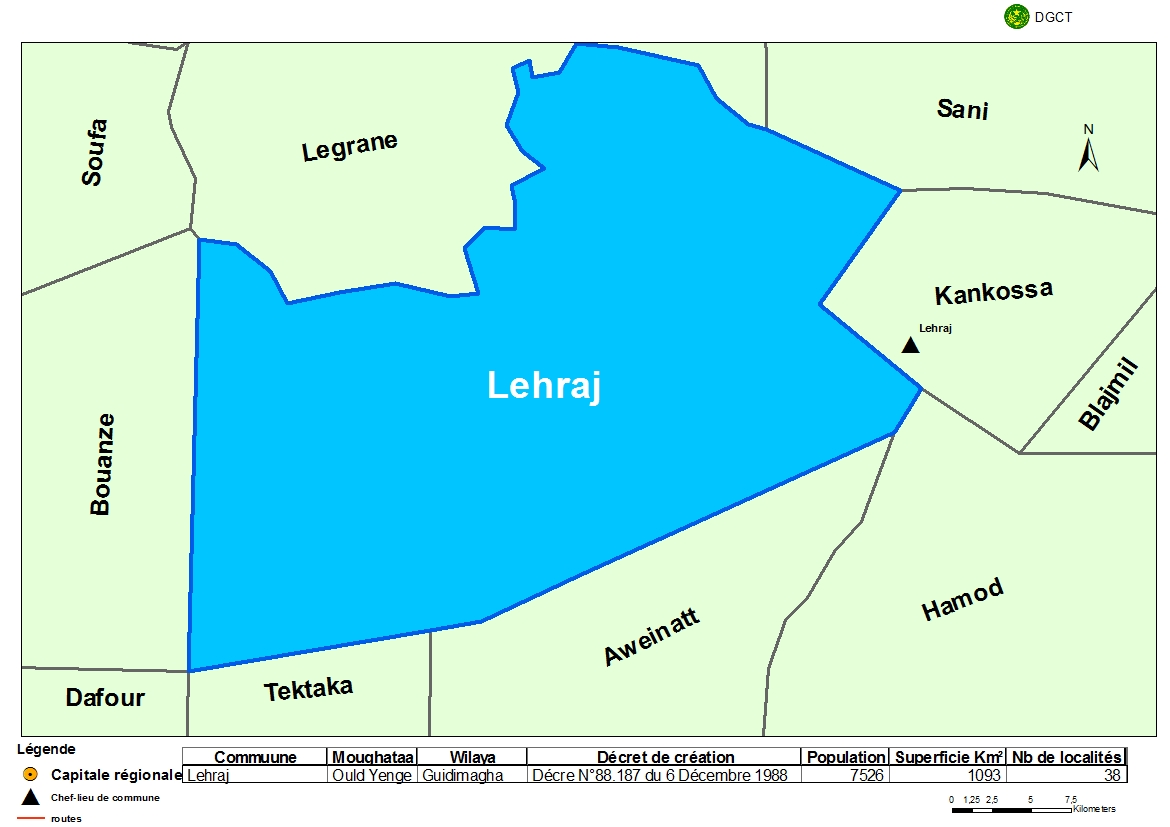 DGCT
Soufa
Legrane
Sani
N
Kankossa
Lehraj
Lehraj
Blajmil
Bouanze
Hamod
Aweinatt
Dafour
Tektaka
Légende
Capitale régionale
Chef-lieu de commune
routes
Commuune Moughataa Wilaya Décret de création Population Superficie Km² Nb de localités
Lehraj Ould Yenge Guidimagha Décre N°88.187 du 6 Décembre 1988 7526 1093 38
0 1,25 2,5 5 7,5
Kilometers